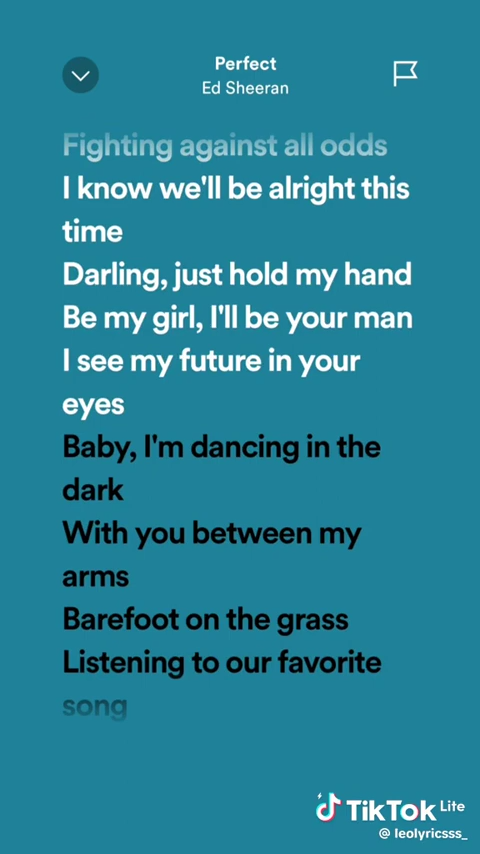 Perfect
Ed Sheeran
Fighting against all odds
I know we'll be alright this
time
Darling, just hold my hand
Be my girl, I'll be your man
I see my future in your
eyes
Baby, I'm dancing in the
dark
With you between my
arms
Barefoot on the grass
Listening to our favorite
song
TikTok Lite
@ leolyricsss_